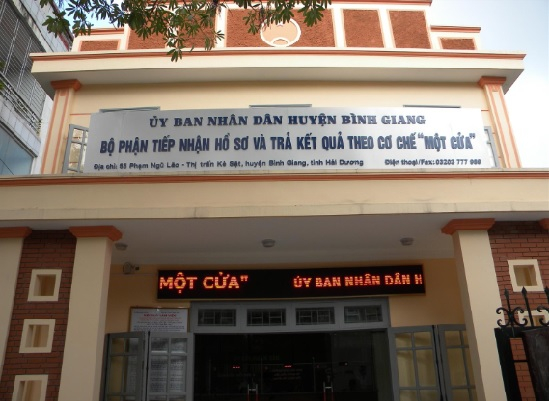 ỦY BAN NHÂN DÂN HUYỆN BÌNH GIANG
BỘ PHẬN TIẾP NHẬN HỒ SƠ VÀ TRẢ KẾT QUẢ THEO CƠ CHẾ "MỘT CỬA"
Địa chỉ: 85 Phạm Ngũ Lão - Thị trấn Kẻ Sặt, huyện Bình Giang, tỉnh Hải Dương Điện thoại/Fax: 03203 777 988
MỘT CỬA" ỦY BAN NHÂN DÂN H